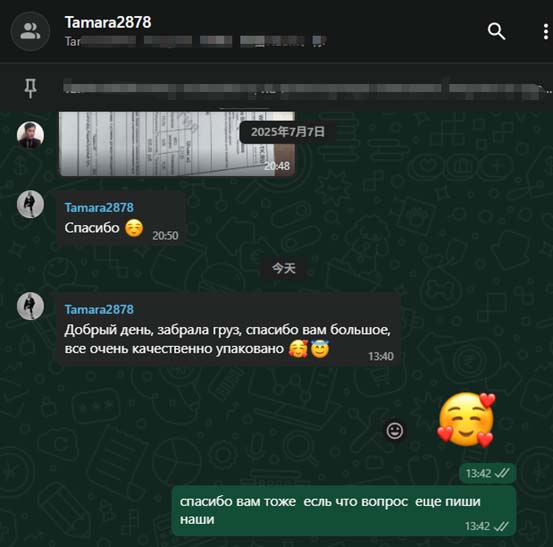 Tamara2878
Tar
2025年7月7日
20:48
Tamara2878
Спасибо 🥰
20:50
今天
Tamara2878
Добрый день, забрала груз, спасибо вам большое,
все очень качественно упаковано 🥰😇
13:40
🥰
13:42
спасибо вам тоже есль что вопрос еще пиши
наши
13:42